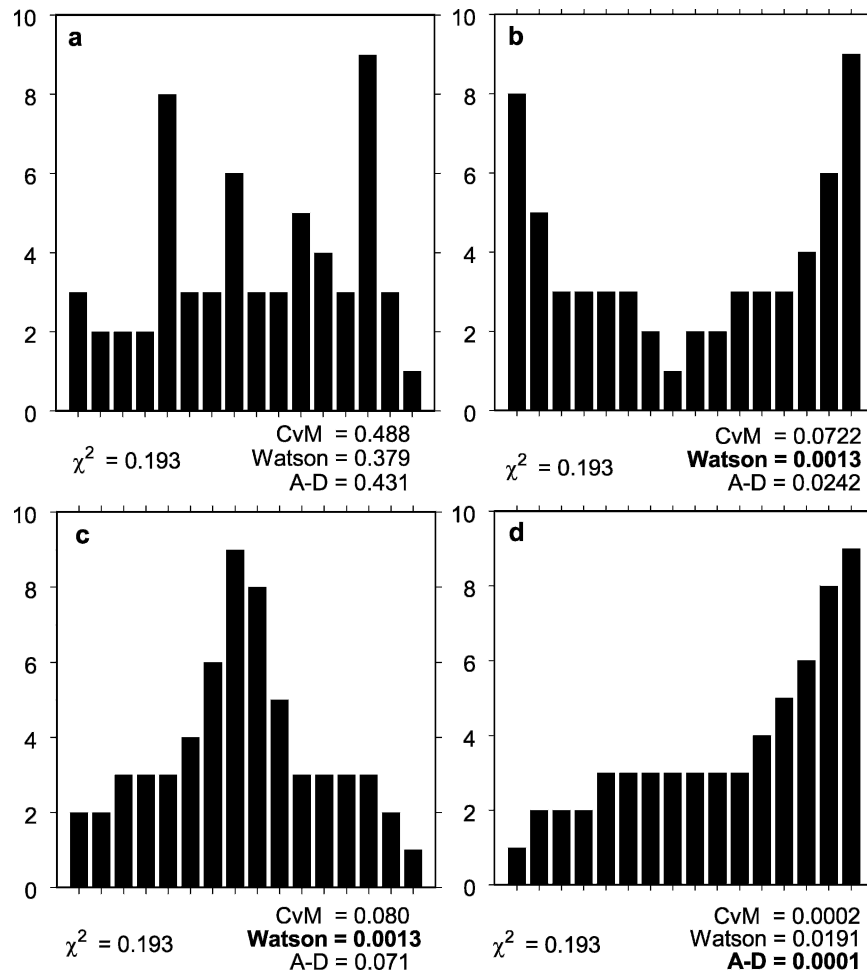 10
8
6
4
2
0
a
χ² = 0.193
CvM = 0.488
Watson = 0.379
A-D = 0.431
10
8
6
4
2
0
b
χ² = 0.193
CvM = 0.0722
Watson = 0.0013
A-D = 0.0242
10
8
6
4
2
0
c
χ² = 0.193
CvM = 0.080
Watson = 0.0013
A-D = 0.071
10
8
6
4
2
0
d
χ² = 0.193
CvM = 0.0002
Watson = 0.0191
A-D = 0.0001